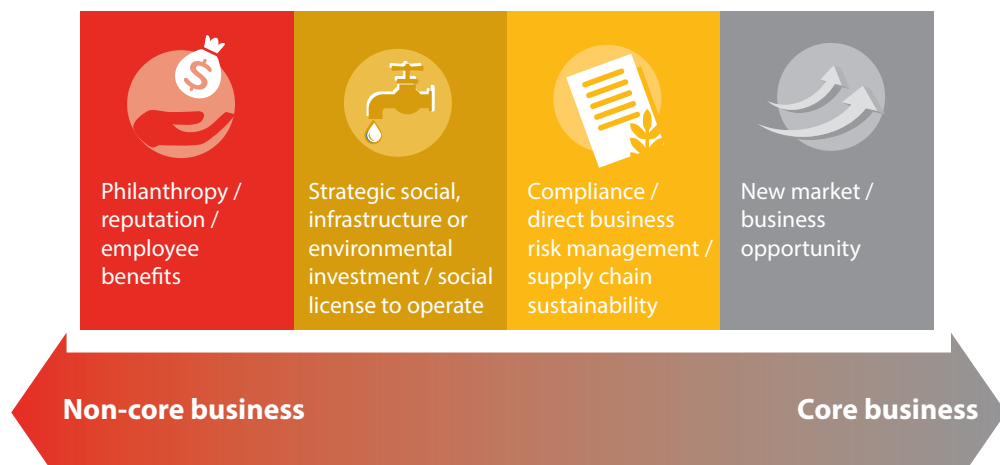 $
Philanthropy /
reputation /
employee
benefits
Strategic social,
infrastructure or
environmental
investment / social
license to operate
Compliance /
direct business
risk management /
supply chain
sustainability
New market /
business
opportunity
Non-core business
Core business